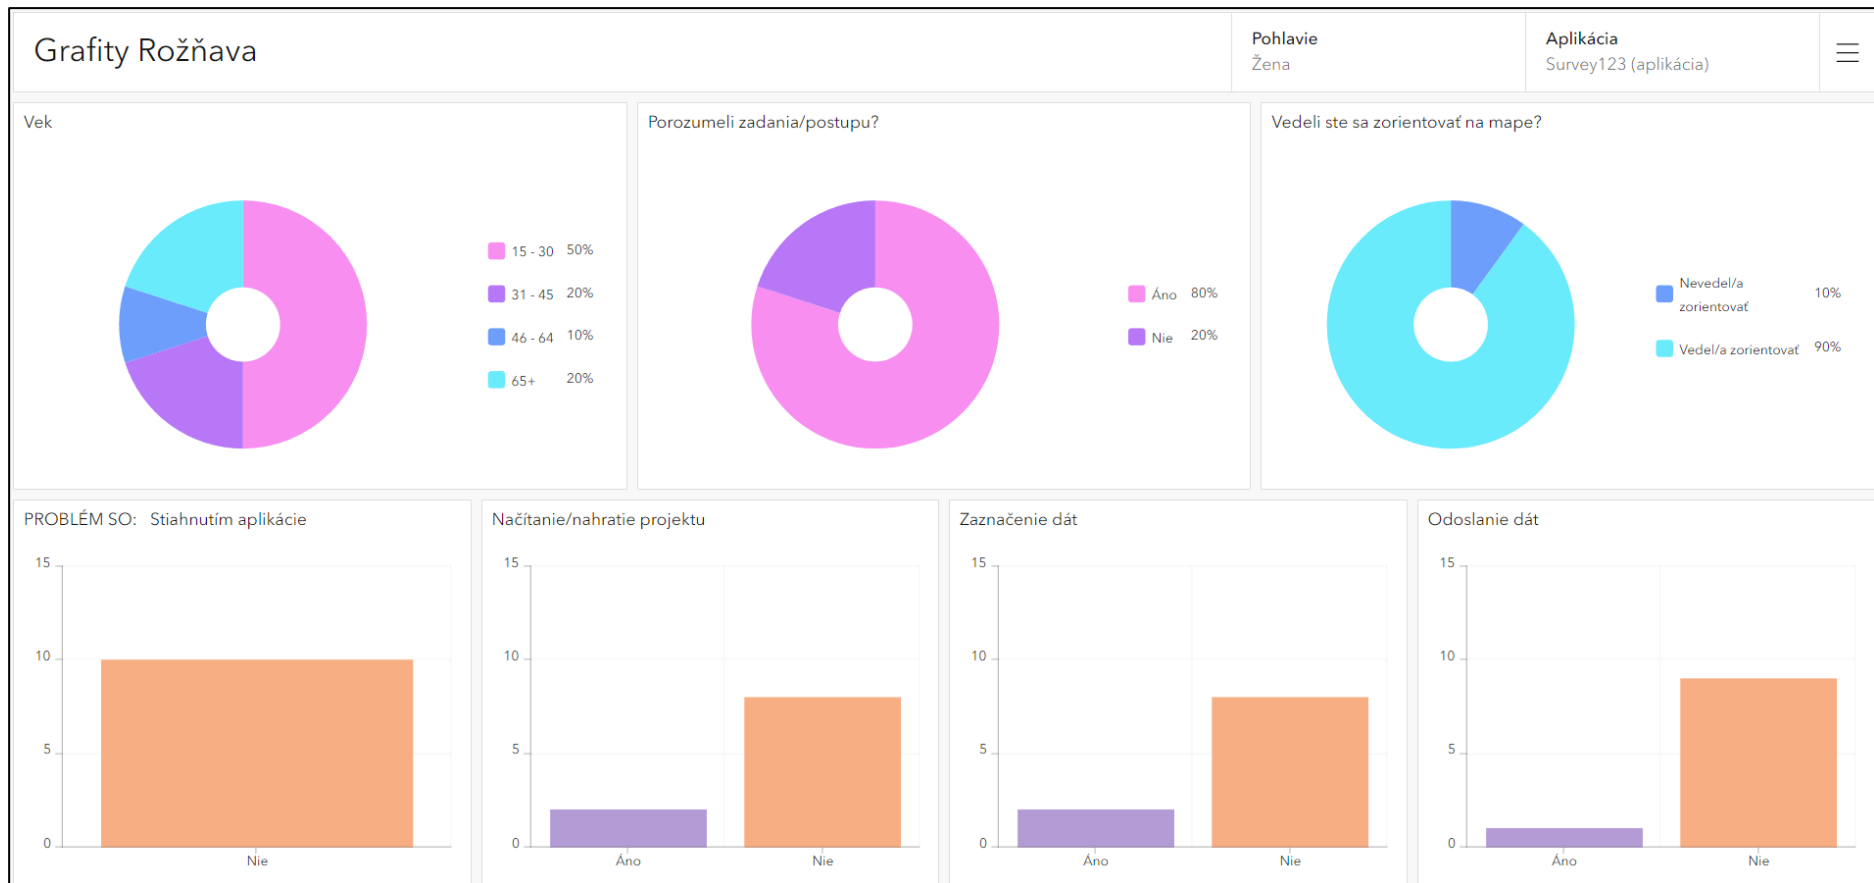 Grafity Rožňava
Pohlavie
Žena
Aplikácia
Survey123 (aplikácia)
Vek
15 - 30 50%
31 - 45 20%
46 - 64 10%
65+ 20%
Porozumeli zadania/postupu?
Áno 80%
Nie 20%
Vedeli ste sa zorientovať na mape?
Nevedel/a
zorientovať 10%
Vedel/a zorientovať 90%
PROBLÉM SO: Stiahnutím aplikácie
15
10
5
0
Nie
Načítanie/nahratie projektu
15
10
5
0
Áno Nie
Zaznačenie dát
15
10
5
0
Áno Nie
Odoslanie dát
15
10
5
0
Áno Nie